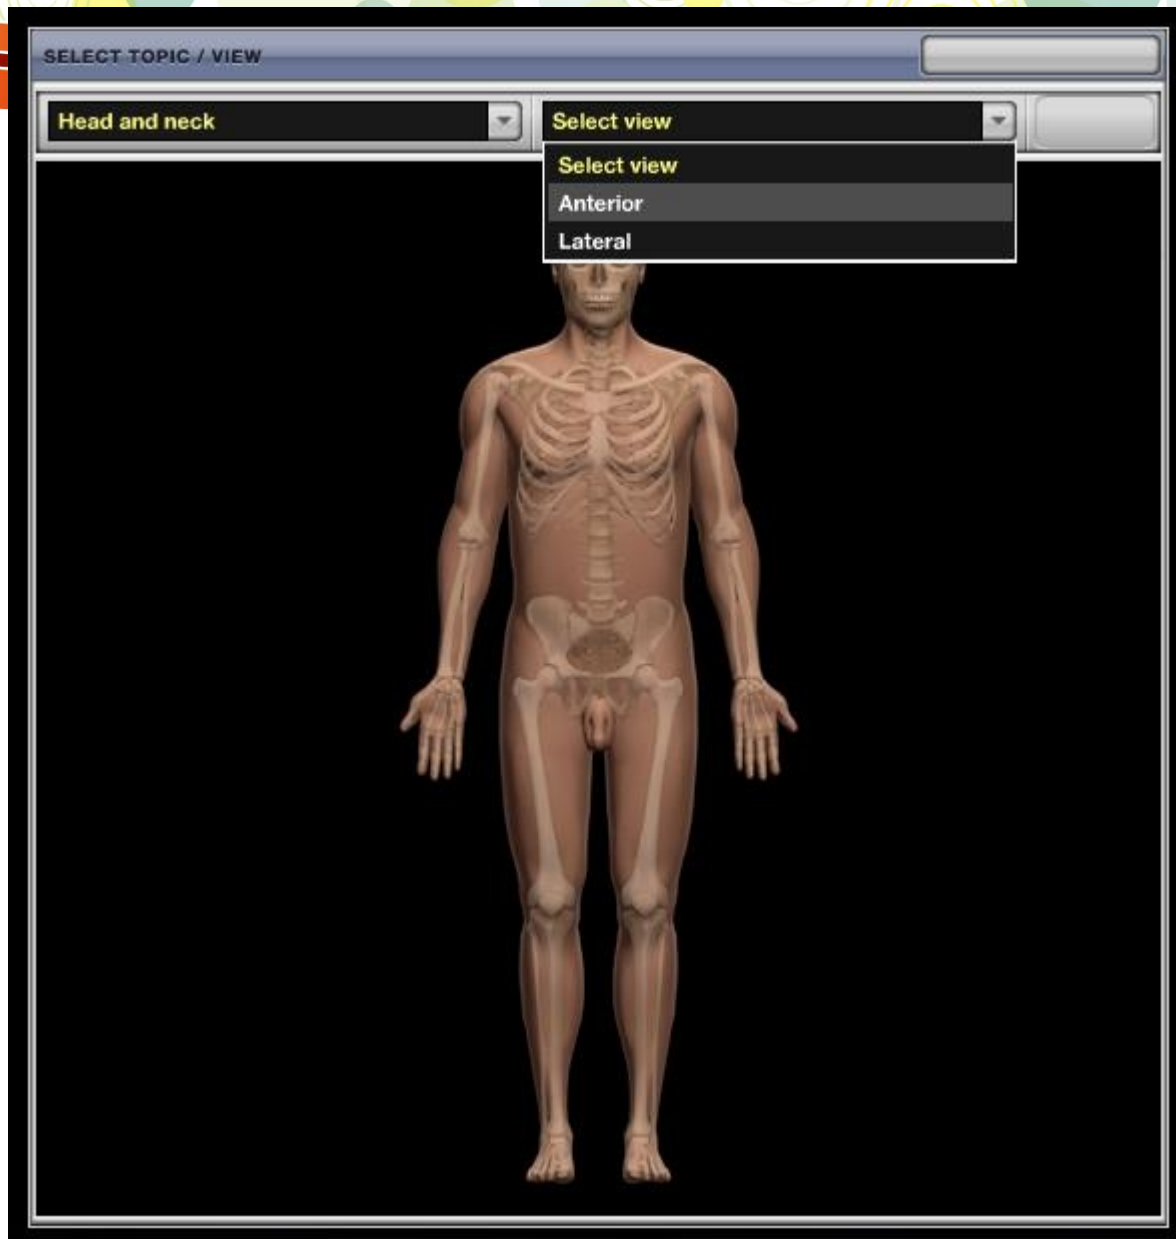 SELECT TOPIC / VIEW
Head and neck
Select view
Select view
Anterior
Lateral